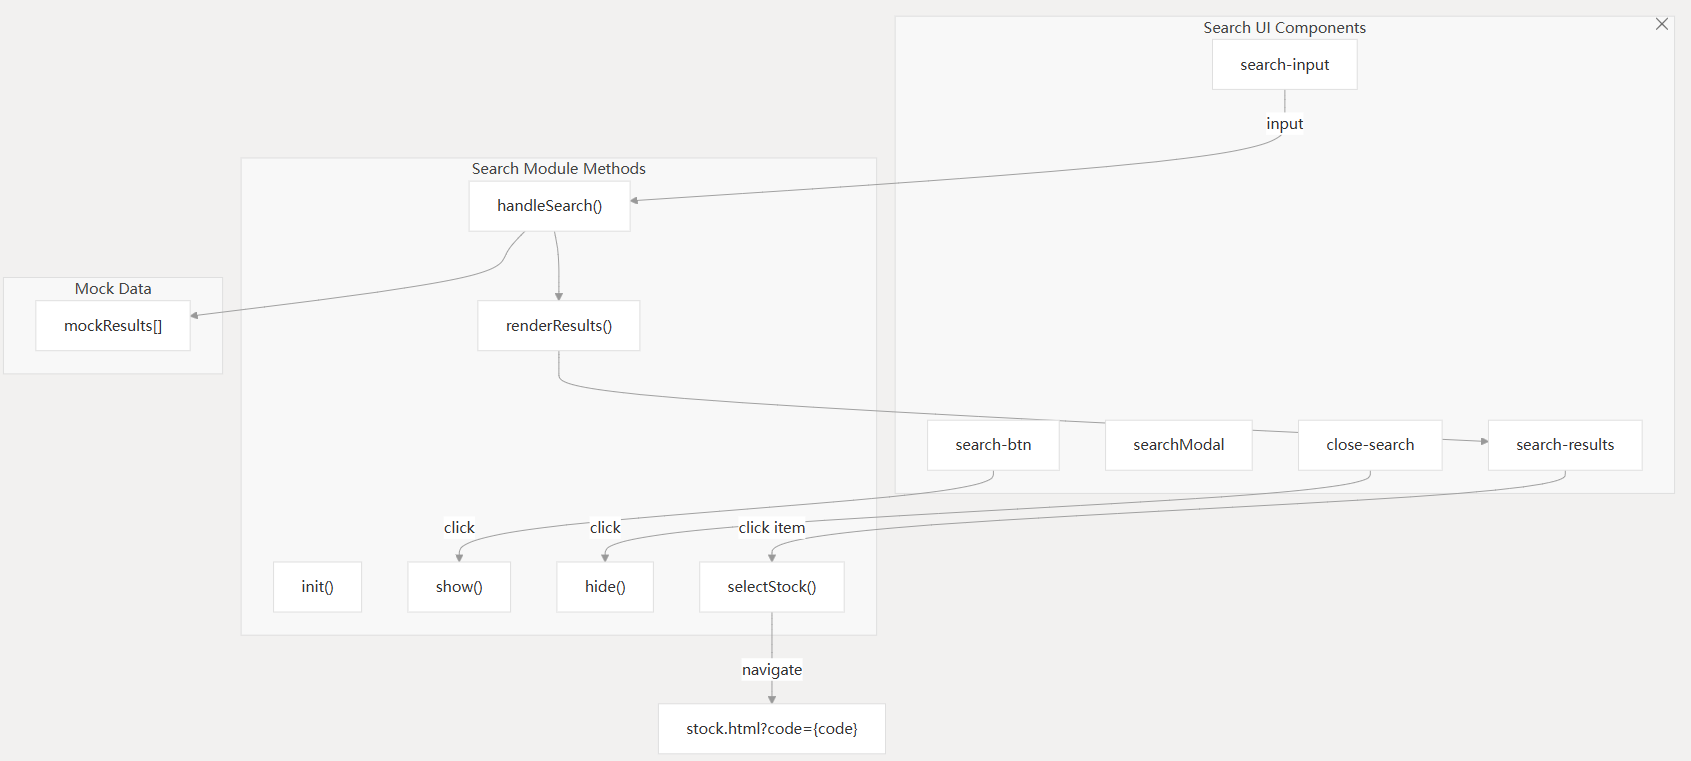 Search UI Components
search-input
input
Search Module Methods
handleSearch()
Mock Data
mockResults[]
renderResults()
search-btn
searchModal
close-search
search-results
click
click
click item
init()
show()
hide()
selectStock()
navigate
stock.html?code={code}